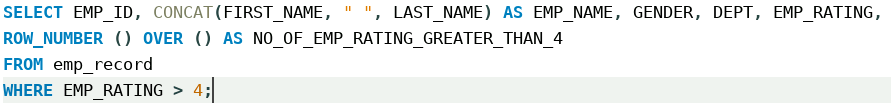 SELECT EMP_ID, CONCAT(FIRST_NAME, " ", LAST_NAME) AS EMP_NAME, GENDER, DEPT, EMP_RATING,
ROW_NUMBER () OVER () AS NO_OF_EMP_RATING_GREATER_THAN_4
FROM emp_record
WHERE EMP_RATING > 4;